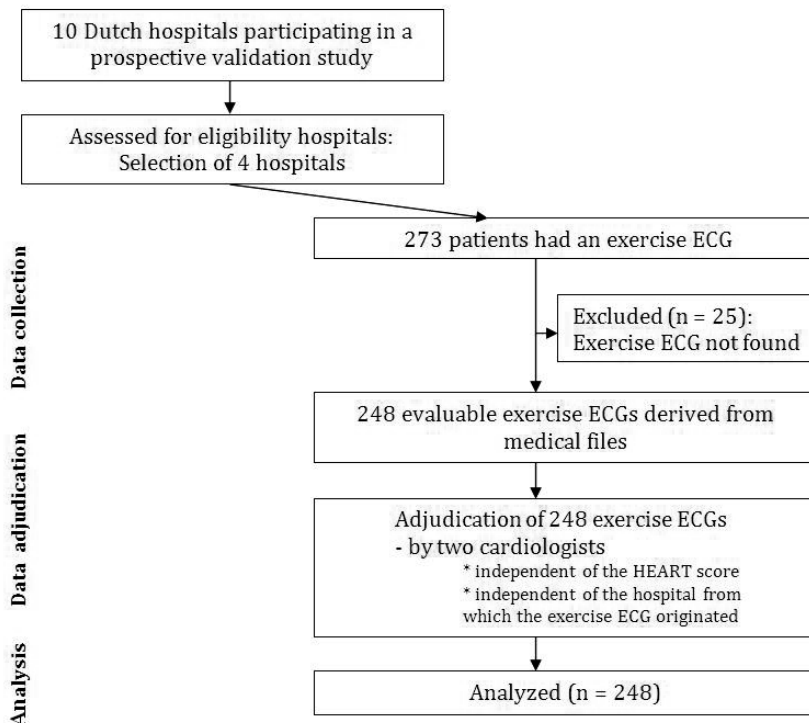 10 Dutch hospitals participating in a
prospective validation study
Assessed for eligibility hospitals:
Selection of 4 hospitals
Data collection
273 patients had an exercise ECG
Excluded (n = 25):
Exercise ECG not found
248 evaluable exercise ECGs derived from
medical files
Data adjudication
Adjudication of 248 exercise ECGs
- by two cardiologists
* independent of the HEART score
* independent of the hospital from
which the exercise ECG originated
Analysis
Analyzed (n = 248)